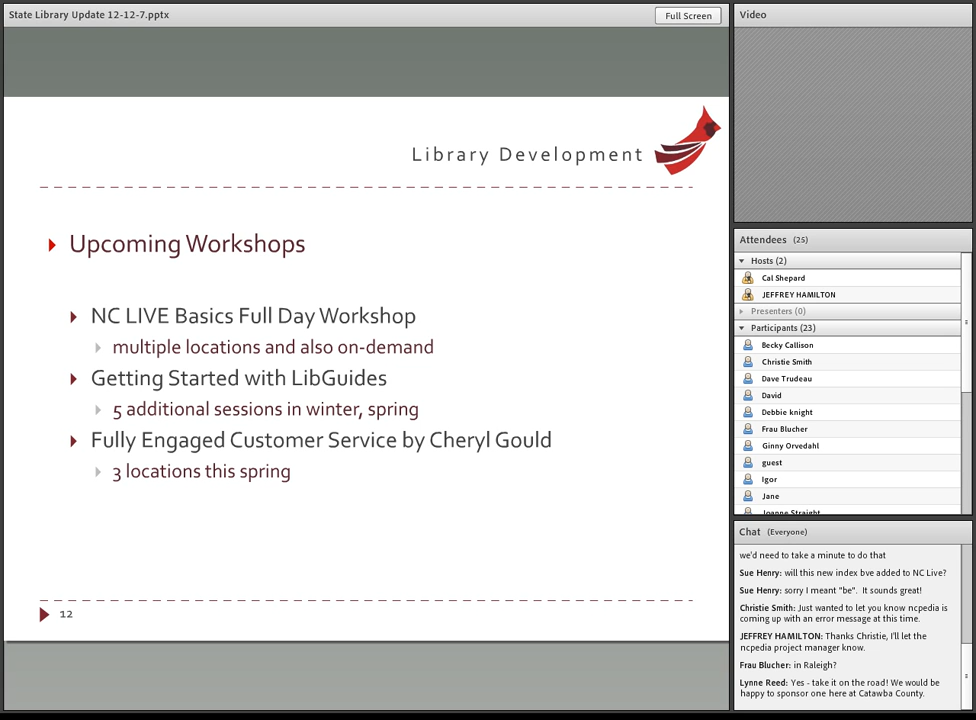 State Library Update 12-12-7.pptx
Full Screen
Library Development
Upcoming Workshops
NC LIVE Basics Full Day Workshop
multiple locations and also on-demand
Getting Started with LibGuides
5 additional sessions in winter, spring
Fully Engaged Customer Service by Cheryl Gould
3 locations this spring
12
Video
Attendees (25)
Hosts (2)
Cal Shepard
JEFFREY HAMILTON
Presenters (0)
Participants (23)
Becky Callison
Christie Smith
Dave Trudeau
David
Debbie knight
Frau Blucher
Ginny Orvedahl
guest
Igor
Jane
Joanne Straight
Chat (Everyone)
we'd need to take a minute to do that
Sue Henry: will this new index bve added to NC Live?
Sue Henry: sorry I meant "be". It sounds great!
Christie Smith: Just wanted to let you know ncpedia is
coming up with an error message at this time.
JEFFREY HAMILTON: Thanks Christie, I'll let the
ncpedia project manager know.
Frau Blucher: in Raleigh?
Lynne Reed: Yes - take it on the road! We would be
happy to sponsor one here at Catawba County.